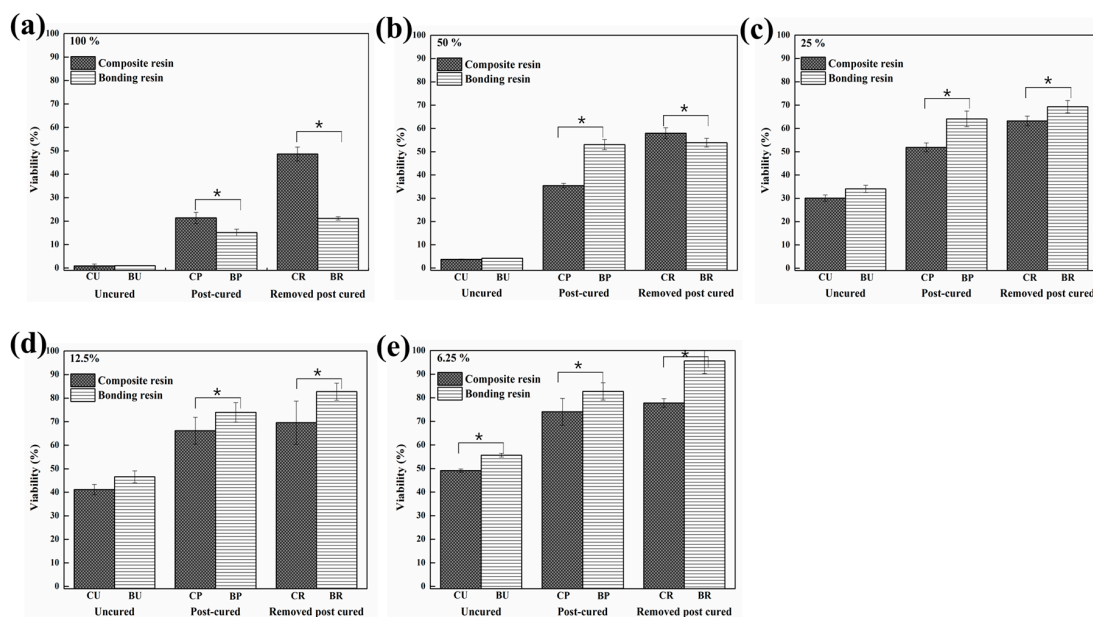 (a)
100 %
Composite resin
Bonding resin
Viability (%)
100
90
80
70
60
50
40
30
20
10
0
*
*
CU BU CP BP CR BR
Uncured Post-cured Removed post cured
(b)
50 %
Composite resin
Bonding resin
Viability (%)
100
90
80
70
60
50
40
30
20
10
0
*
*
CU BU CP BP CR BR
Uncured Post-cured Removed post cured
(c)
25 %
Composite resin
Bonding resin
Viability (%)
100
90
80
70
60
50
40
30
20
10
0
*
*
CU BU CP BP CR BR
Uncured Post-cured Removed post cured
(d)
12.5%
Composite resin
Bonding resin
Viability (%)
100
90
80
70
60
50
40
30
20
10
0
*
*
CU BU CP BP CR BR
Uncured Post-cured Removed post cured
(e)
6.25 %
Composite resin
Bonding resin
Viability (%)
100
90
80
70
60
50
40
30
20
10
0
*
*
*
CU BU CP BP CR BR
Uncured Post-cured Removed post cured